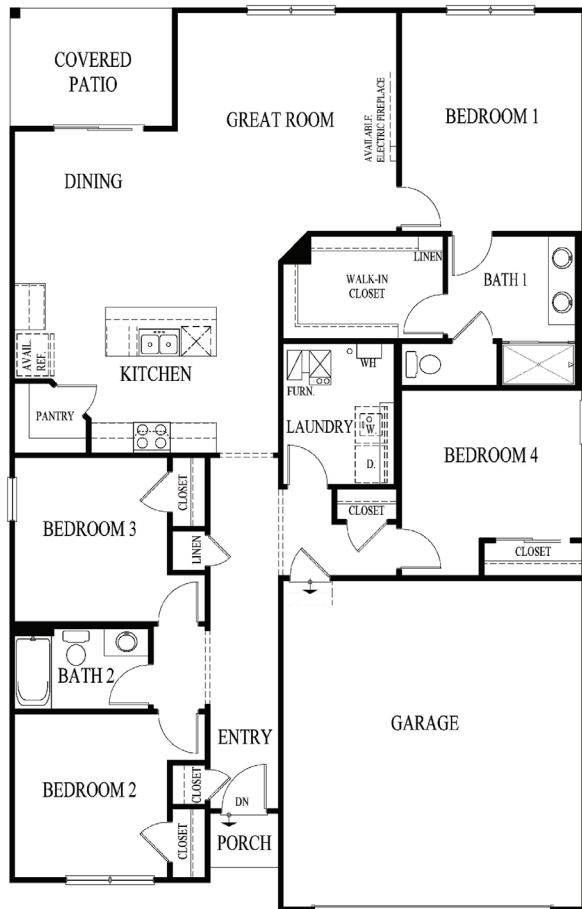 COVERED
PATIO
GREAT ROOM
AVAILABLE
ELECTRIC FIREPLACE
BEDROOM 1
DINING
LINEN
WALK-IN
CLOSET
BATH 1
AVAIL.
REF.
KITCHEN
FURN.
WH
PANTRY
LAUNDRY
W.
D.
BEDROOM 4
CLOSET
CLOSET
CLOSET
BEDROOM 3
LINEN
BATH 2
ENTRY
GARAGE
BEDROOM 2
CLOSET
DN
CLOSET
PORCH